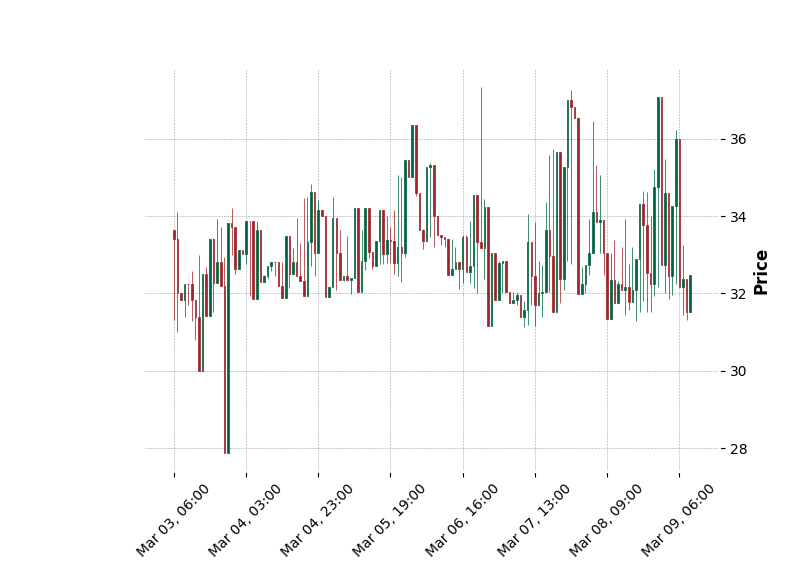 36
34
32
30
28
Price
Mar 03, 06:00
Mar 04, 03:00
Mar 04, 23:00
Mar 05, 19:00
Mar 06, 16:00
Mar 07, 13:00
Mar 08, 09:00
Mar 09, 06:00